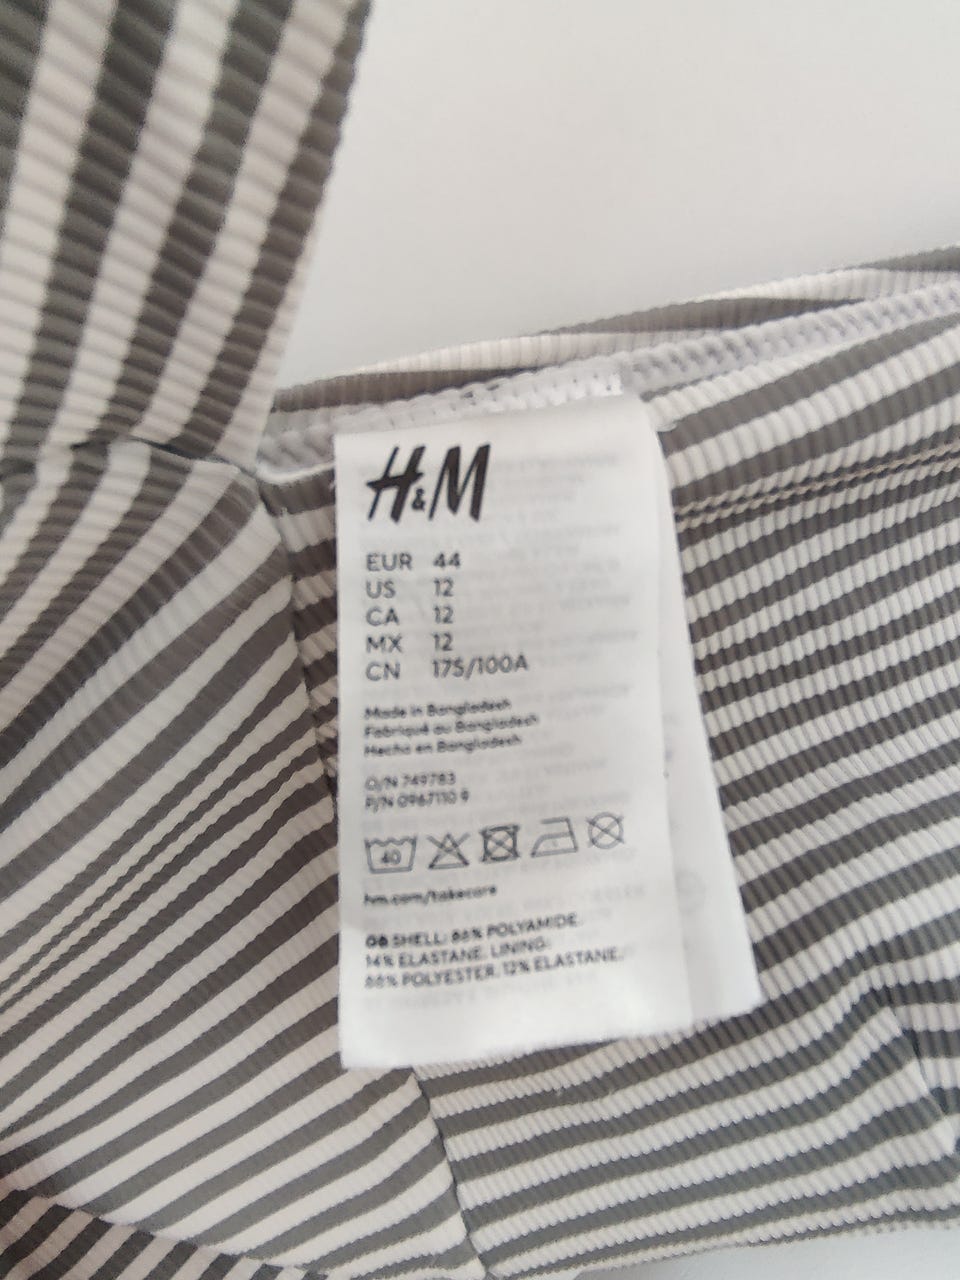 H&M
EUR 44
US 12
CA 12
MX 12
CN 175/100A
Made in Bangladesh
Fabriqué au Bangladesh
Hecho en Bangladesh
O/N 749783
P/N 0967110 9
40
hm.com/takecare
GB SHELL: 86% POLYAMIDE.
14% ELASTANE. LINING:
88% POLYESTER. 12% ELASTANE.